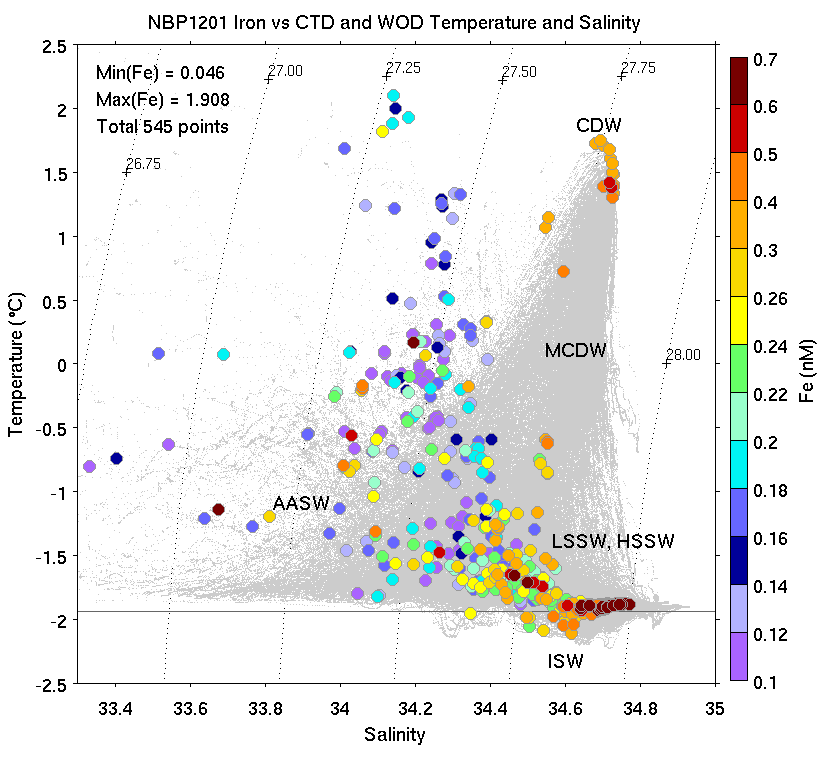 NBP1201 Iron vs CTD and WOD Temperature and Salinity
Min(Fe) = 0.046
Max(Fe) = 1.908
Total 545 points
27.00
27.25
27.50
27.75
26.75
28.00
CDW
MCDW
AASW
LSSW, HSSW
ISW
2.5
2
1.5
1
0.5
0
-0.5
-1
-1.5
-2
-2.5
Temperature (°C)
33.4 33.6 33.8 34 34.2 34.4 34.6 34.8 35
Salinity
0.7
0.6
0.5
0.4
0.3
0.26
0.24
0.22
0.2
0.18
0.16
0.14
0.12
0.1
Fe (nM)